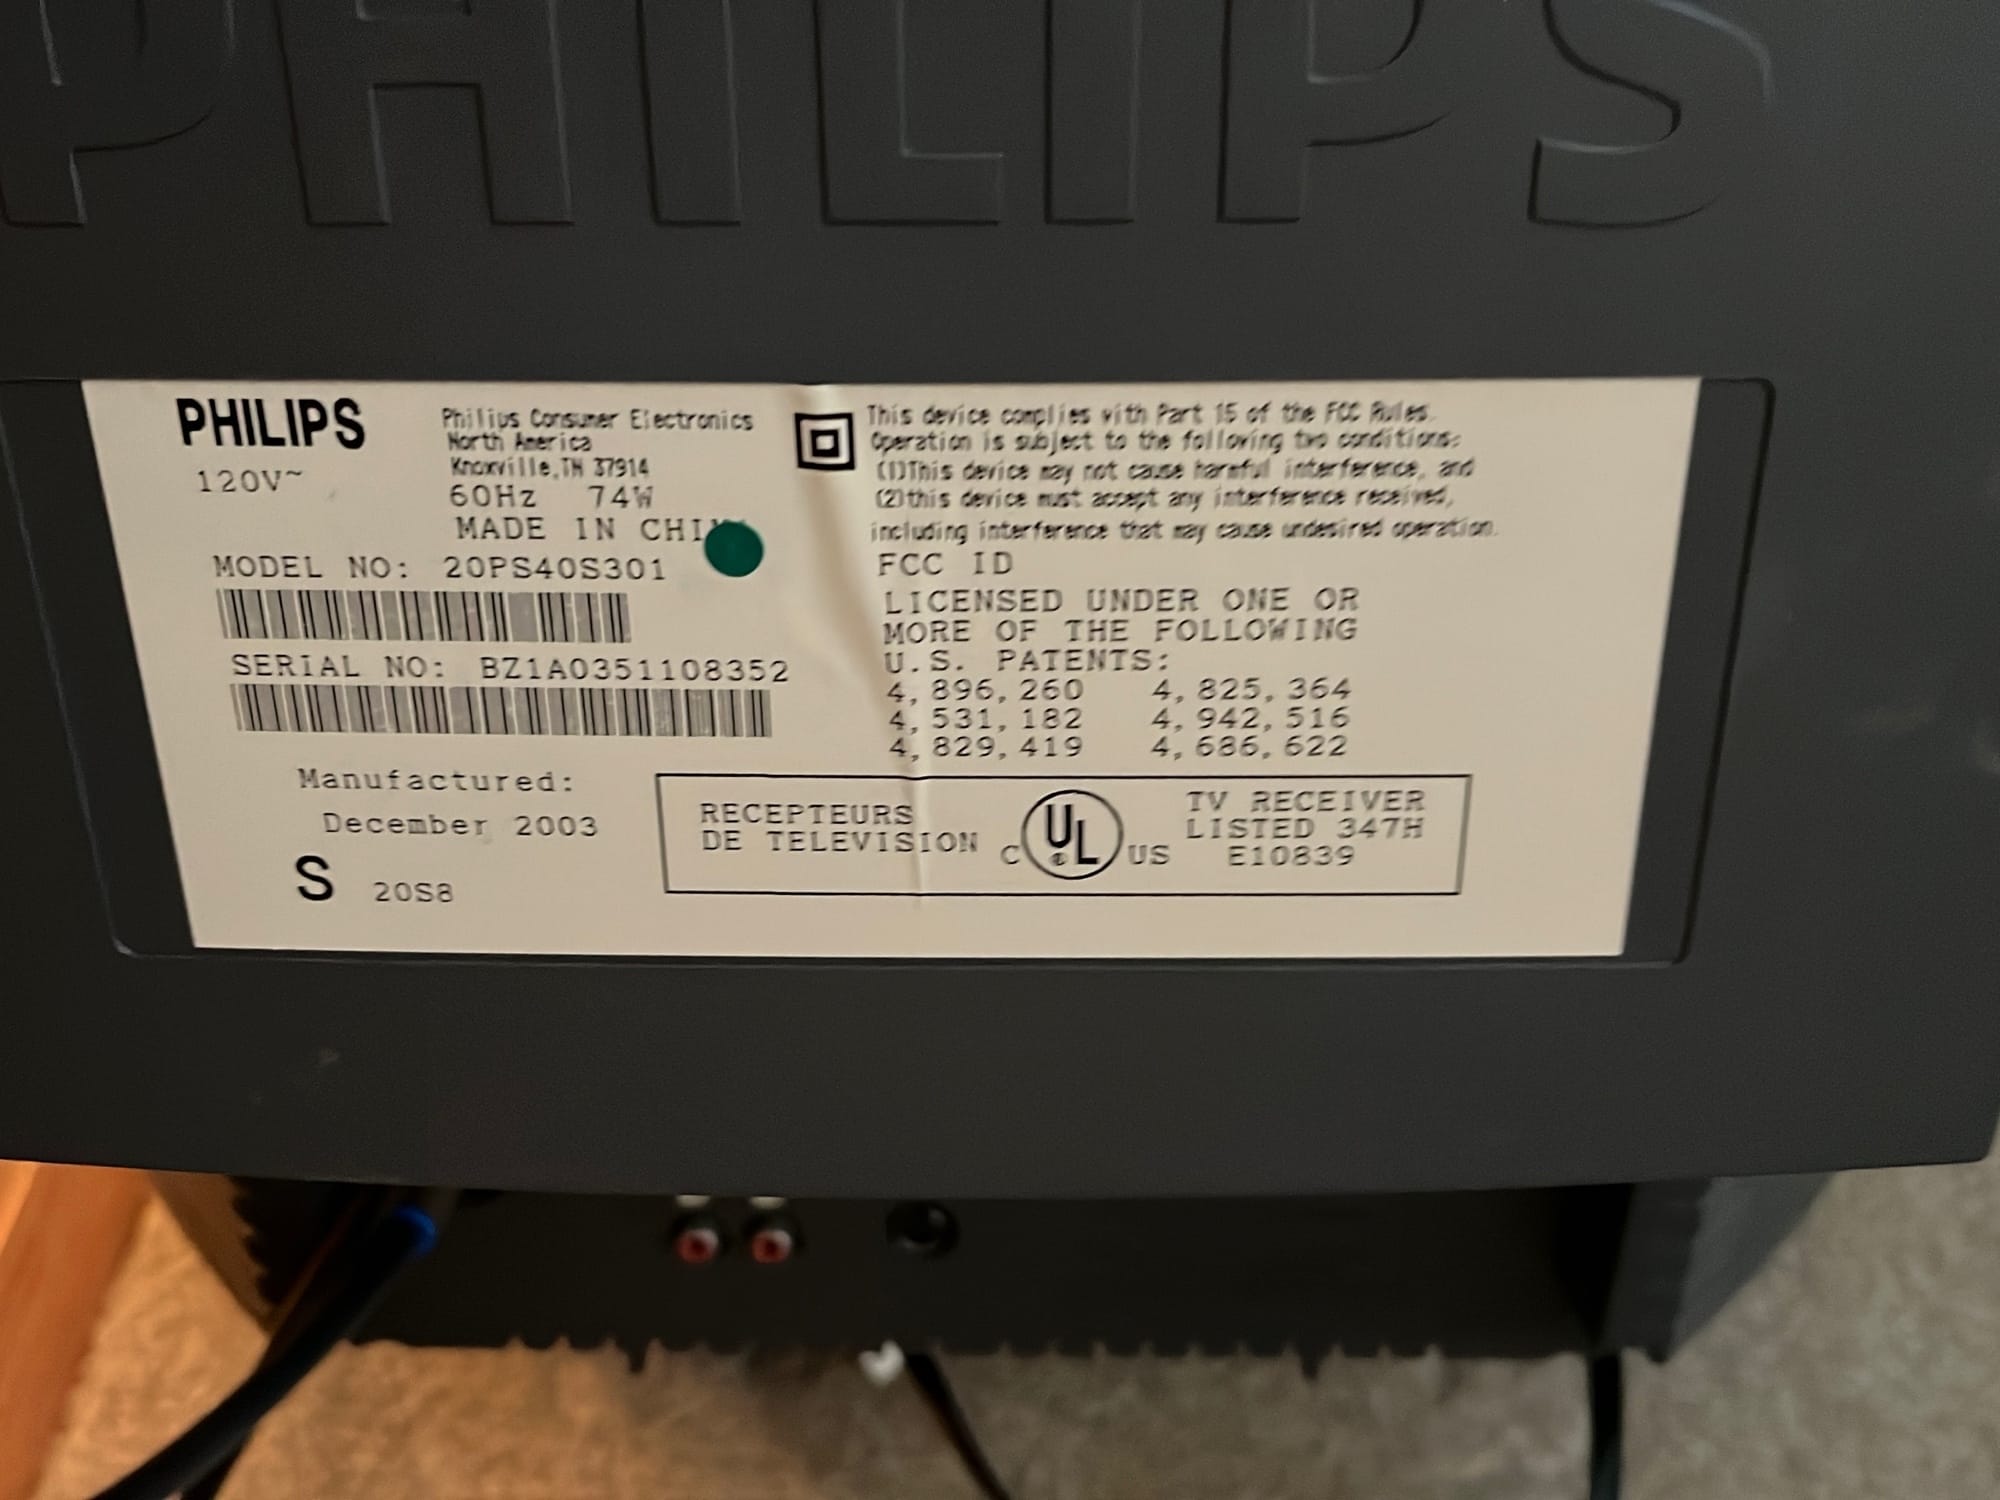 PHILIPS
PHILIPS
120V~
Philips Consumer Electronics
North America
Knoxville, TN 37914
60Hz 74W
MADE IN CHI
MODEL NO: 20PS40S301
SERIAL NO: BZ1A0351108352
Manufactured:
December 2003
S 20S8
This device complies with Part 15 of the FCC Rules.
Operation is subject to the following two conditions:
(1)This device may not cause harmful interference, and
(2)this device must accept any interference received,
including interference that may cause undesired operation.
FCC ID
LICENSED UNDER ONE OR
MORE OF THE FOLLOWING
U.S. PATENTS:
4,896,260 4,825,364
4,531,182 4,942,516
4,829,419 4,686,622
RECEPTEURS
DE TELEVISION
C UL ® US
TV RECEIVER
LISTED 347H
E10839